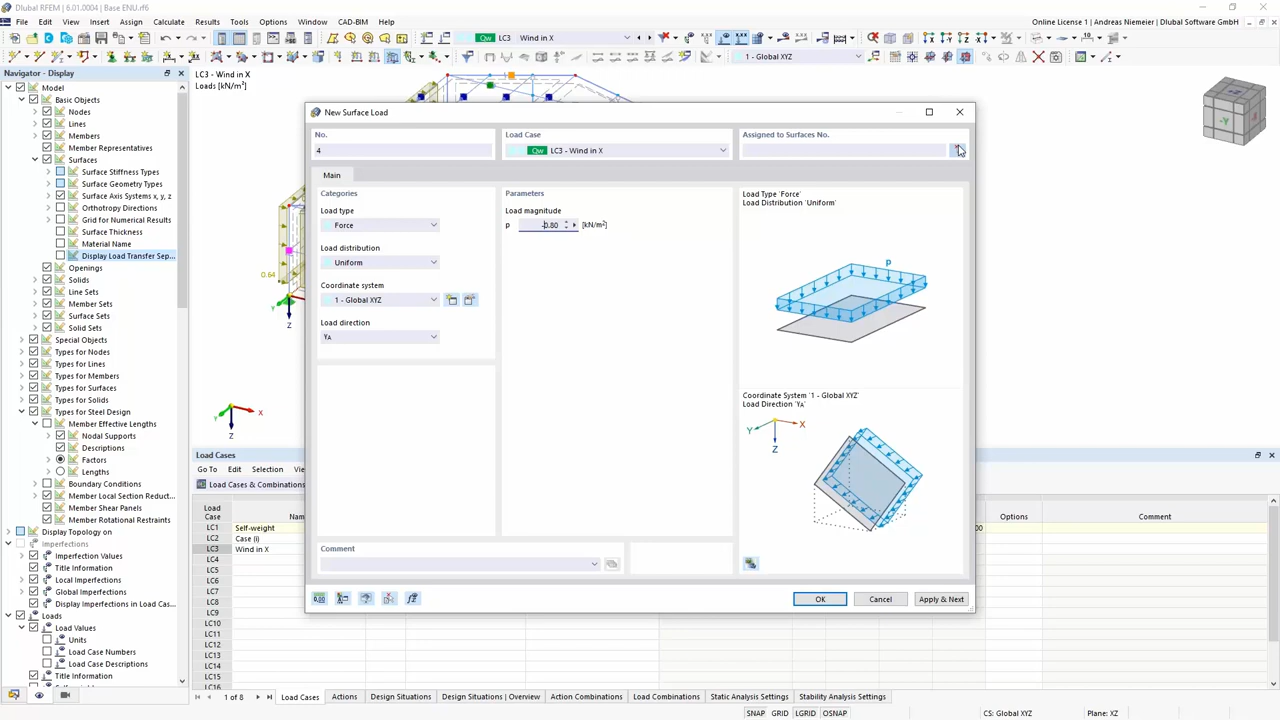 Dlubal RFEM | 6.01.0004 | Base ENU.rf6
File Edit View Insert Assign Calculate Results Tools Options Window CAD-BIM Help
Online License 1 | Andreas Niemeier | Dlubal Software GmbH
Qw LC3 Wind in X
1 - Global XYZ
Navigator - Display
Model
Basic Objects
Nodes
Lines
Members
Member Representatives
Surfaces
Surface Stiffness Types
Surface Geometry Types
Surface Axis Systems x, y, z
Orthotropy Directions
Grid for Numerical Results
Surface Thickness
Material Name
Display Load Transfer Sep...
Openings
Solids
Line Sets
Member Sets
Surface Sets
Solid Sets
Special Objects
Types for Nodes
Types for Lines
Types for Members
Types for Surfaces
Types for Solids
Types for Steel Design
Member Effective Lengths
Nodal Supports
Descriptions
Factors
Lengths
Boundary Conditions
Member Local Section Reduct...
Member Shear Panels
Member Rotational Restraints
Display Topology on
Imperfections
Imperfection Values
Title Information
Local Imperfections
Global Imperfections
Display Imperfections in Load Cas...
Loads
Load Values
Units
Load Case Numbers
Load Case Descriptions
Title Information
LC3 - Wind in X
Loads [kN/m²]
0.64
Y
Z
Y X
Z
+Z
-Y
New Surface Load
No.
4
Load Case
Qw LC3 - Wind in X
Assigned to Surfaces No.
Main
Categories
Load type
Force
Load distribution
Uniform
Coordinate system
1 - Global XYZ
Load direction
YA
Parameters
Load magnitude
p -0.80 [kN/m²]
Load Type 'Force'
Load Distribution 'Uniform'
p
Coordinate System '1 - Global XYZ'
Load Direction 'YA'
Y X
Z
Comment
OK Cancel Apply & Next
Load Cases
Go To Edit Selection
Load Cases & Combinations
Load
Case
Options Comment
LC1 Self-weight
LC2 Case (i)
LC3 Wind in X
LC4
LC5
LC6
LC7
LC8
LC9
LC10
LC11
LC12
LC13
LC14
LC15
LC16
1 of 8 Load Cases Actions Design Situations Design Situations | Overview Action Combinations Load Combinations Static Analysis Settings Stability Analysis Settings
SNAP GRID LGRID OSNAP CS: Global XYZ Plane: XZ